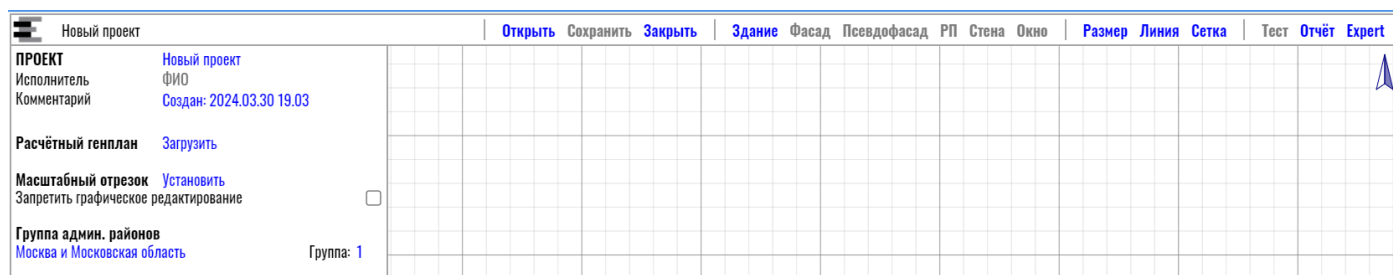 Новый проект | Открыть Сохранить Закрыть | Здание Фасад Псевдофасад РП Стена Окно | Размер Линия Сетка | Тест Отчёт Expert
ПРОЕКТ Новый проект
Исполнитель ФИО
Комментарий Создан: 2024.03.30 19.03
Расчётный генплан Загрузить
Масштабный отрезок Установить
Запретить графическое редактирование
Группа админ. районов
Москва и Московская область Группа: 1